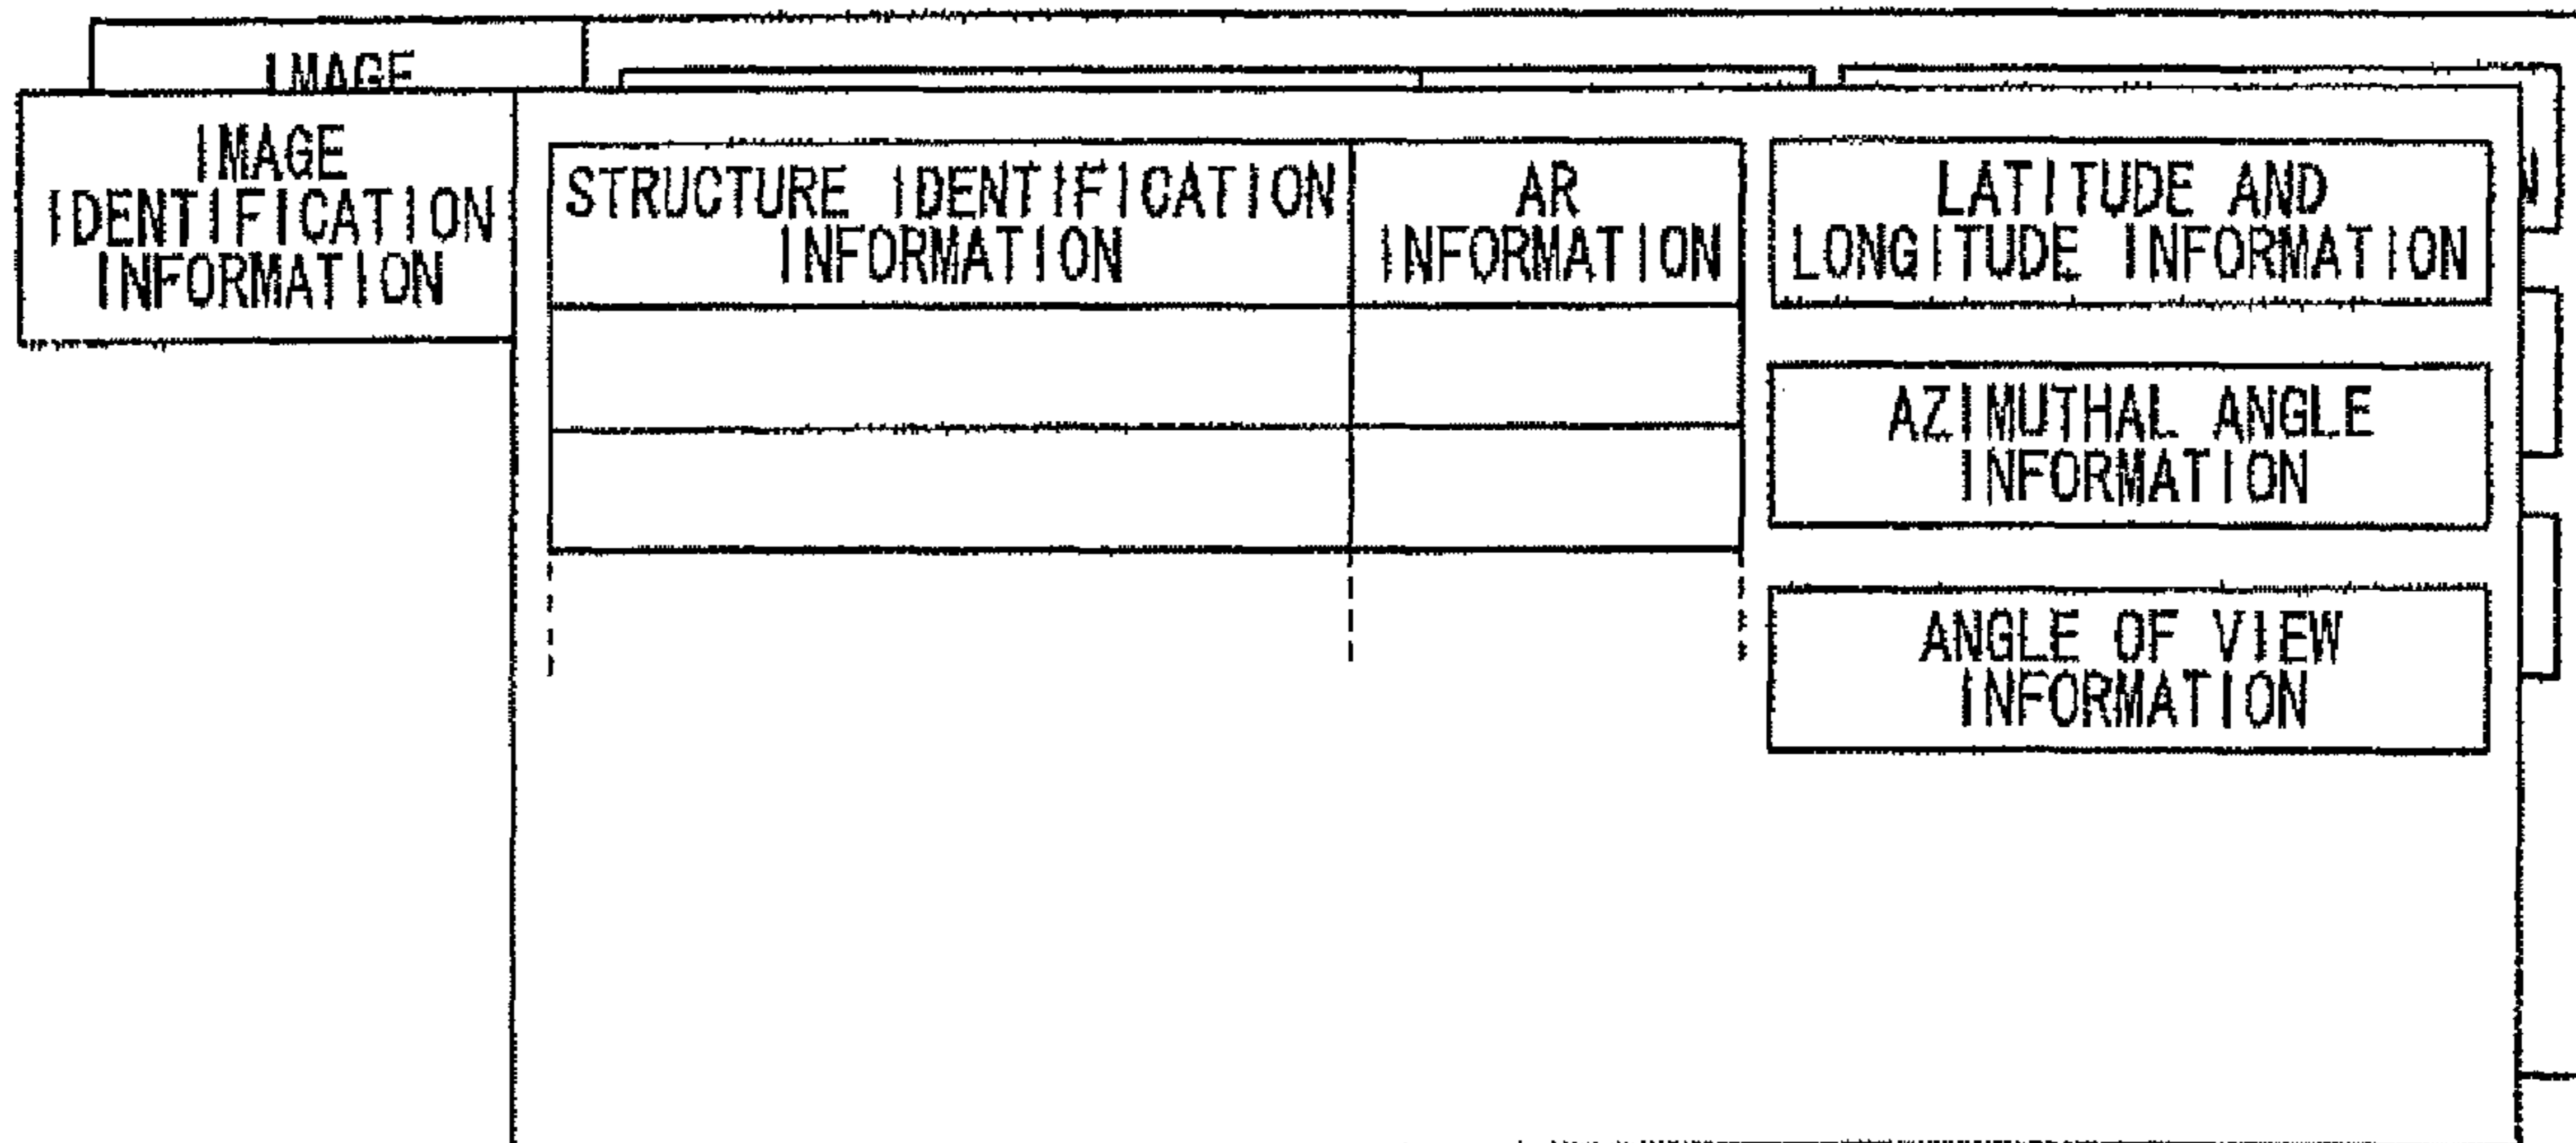 IMAGE
IMAGE
IDENTIFICATION
INFORMATION
STRUCTURE IDENTIFICATION
INFORMATION
AR
INFORMATION
LATITUDE AND
LONGITUDE INFORMATION
AZIMUTHAL ANGLE
INFORMATION
ANGLE OF VIEW
INFORMATION